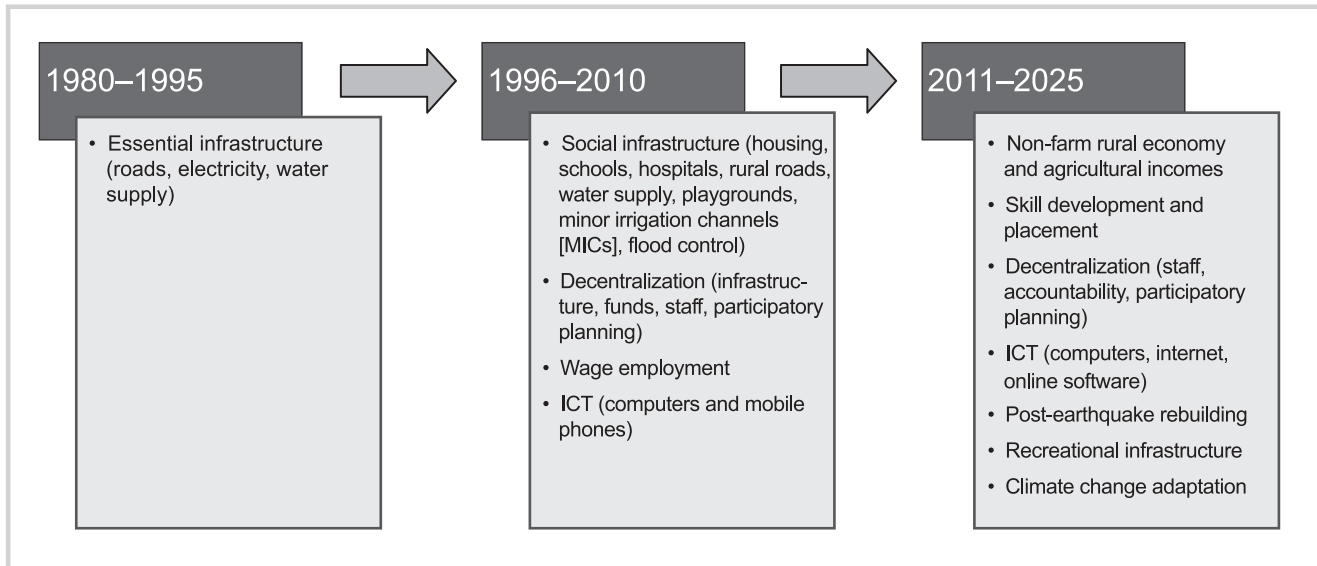 1980–1995
• Essential infrastructure
(roads, electricity, water
supply)
1996–2010
• Social infrastructure (housing,
schools, hospitals, rural roads,
water supply, playgrounds,
minor irrigation channels
[MICs], flood control)
• Decentralization (infrastruc-
ture, funds, staff, participatory
planning)
• Wage employment
• ICT (computers and mobile
phones)
2011–2025
• Non-farm rural economy
and agricultural incomes
• Skill development and
placement
• Decentralization (staff,
accountability, participatory
planning)
• ICT (computers, internet,
online software)
• Post-earthquake rebuilding
• Recreational infrastructure
• Climate change adaptation